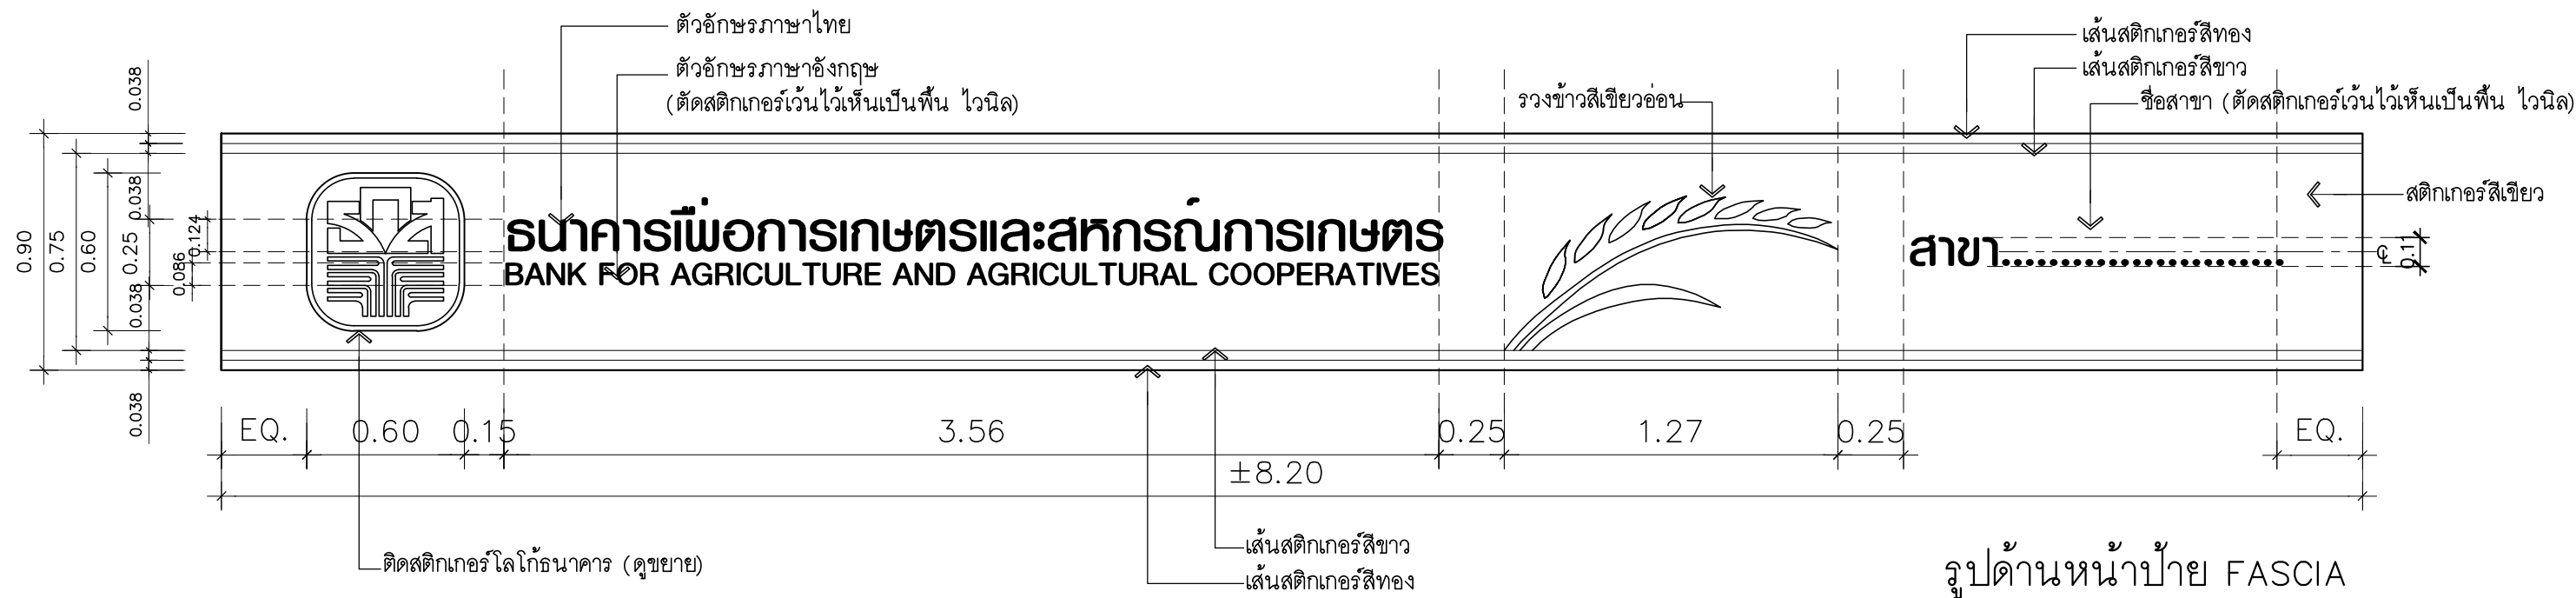 ตัวอักษรภาษาไทย
ตัวอักษรภาษาอังกฤษ
(ตัดสติกเกอร์เว้นไว้เห็นเป็นพื้น ไวนิล)
รวงข้าวสีเขียวอ่อน
เส้นสติกเกอร์สีทอง
เส้นสติกเกอร์สีขาว
ชื่อสาขา (ตัดสติกเกอร์เว้นไว้เห็นเป็นพื้น ไวนิล)
สติกเกอร์สีเขียว
0.90
0.75
0.60
0.25
0.038
0.038
0.124
0.086
0.038
0.038
ธนาคารเพื่อการเกษตรและสหกรณ์การเกษตร
BANK FOR AGRICULTURE AND AGRICULTURAL COOPERATIVES
สาขา........................
℄
0.11
EQ. 0.60 0.15 3.56 0.25 1.27 0.25 EQ.
±8.20
ติดสติกเกอร์โลโก้ธนาคาร (ดูขยาย)
เส้นสติกเกอร์สีขาว
เส้นสติกเกอร์สีทอง
รูปด้านหน้าป้าย FASCIA